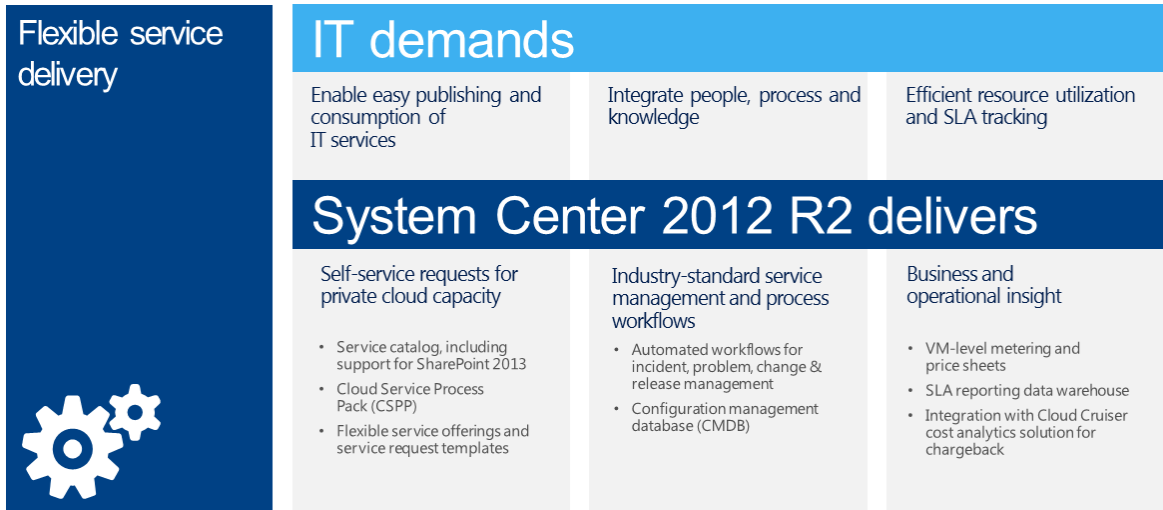 Flexible service
delivery
IT demands
Enable easy publishing and
consumption of
IT services
Integrate people, process and
knowledge
Efficient resource utilization
and SLA tracking
System Center 2012 R2 delivers
Self-service requests for
private cloud capacity
• Service catalog, including
support for SharePoint 2013
• Cloud Service Process
Pack (CSPP)
• Flexible service offerings and
service request templates
Industry-standard service
management and process
workflows
• Automated workflows for
incident, problem, change &
release management
• Configuration management
database (CMDB)
Business and
operational insight
• VM-level metering and
price sheets
• SLA reporting data warehouse
• Integration with Cloud Cruiser
cost analytics solution for
chargeback